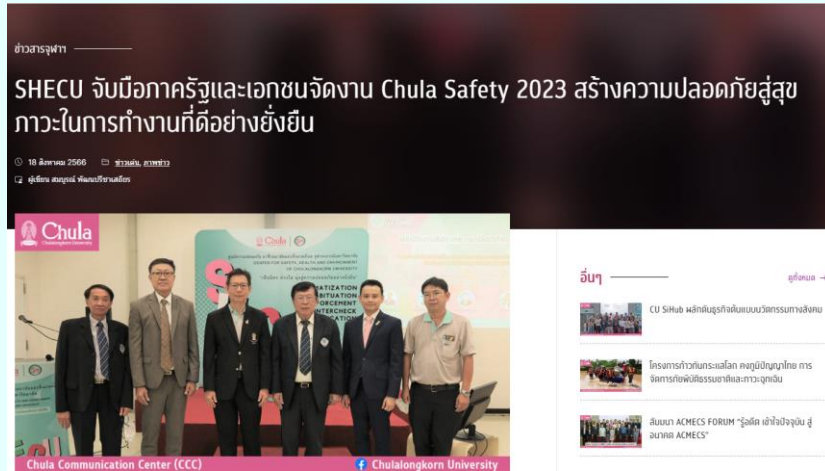 ข่าวสารจุฬาฯ
SHECU จับมือภาครัฐและเอกชนจัดงาน Chula Safety 2023 สร้างความปลอดภัยสู่สุข
ภาวะในการทำงานที่ดีอย่างยั่งยืน
18 สิงหาคม 2566 ข่าวเด่น, ภาพข่าว
ผู้เขียน สมบูรณ์ พัฒนปรีชาเสถียร
Chula
Chulalongkorn University
Chula
CENTER FOR SAFETY, HEALTH AND ENVIRONMENT
OF CHULALONGKORN UNIVERSITY
Chula Communication Center (CCC)
Chulalongkorn University
อื่นๆ
ดูทั้งหมด
CU SiHub ผลักดันธุรกิจต้นแบบนวัตกรรมทางสังคม
โครงการก้าวทันกระแสโลก คงภูมิปัญญาไทย การ
จัดการภัยพิบัติธรรมชาติและภาวะฉุกเฉิน
สัมมนา ACMECS FORUM "รู้อดีต เข้าใจปัจจุบัน สู่
อนาคต ACMECS"